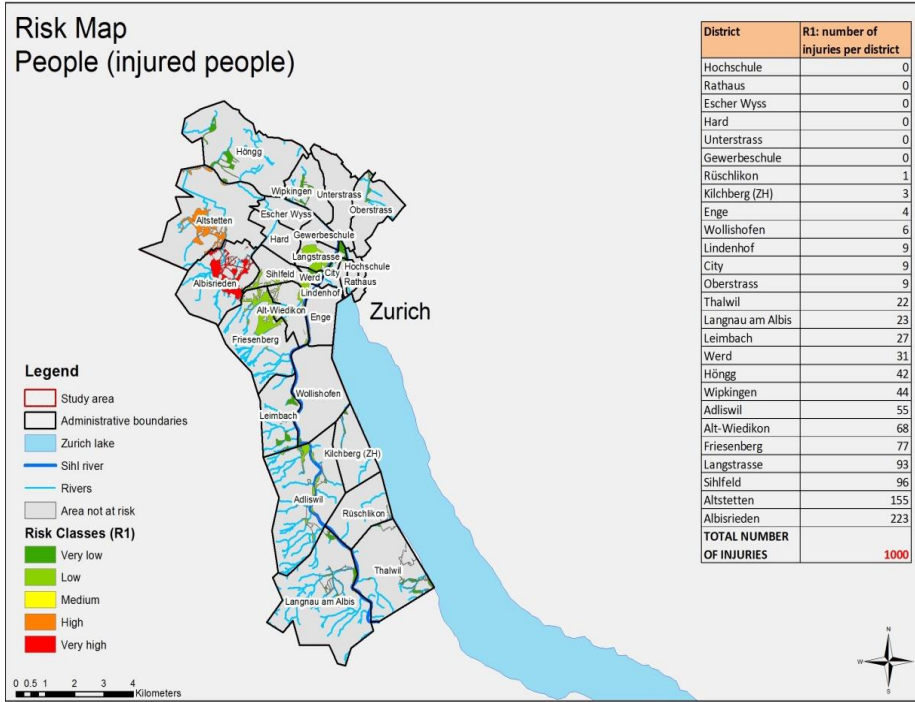 Risk Map
People (injured people)
Höngg
Wipkingen
Unterstrass
Oberstrass
Altstetten
Escher Wyss
Hard
Gewerbeschule
Langstrasse
Hochschule
Rathaus
Albisrieden
Sihlfeld
Werd
City
Lindenhof
Alt-Wiedikon
Enge
Zurich
Friesenberg
Wollishofen
Leimbach
Kilchberg (ZH)
Adliswil
Rüschlikon
Thalwil
Langnau am Albis
Legend
Study area
Administrative boundaries
Zurich lake
Sihl river
Rivers
Area not at risk
Risk Classes (R1)
Very low
Low
Medium
High
Very high
0 0.5 1 2 3 4
Kilometers
District R1: number of
injuries per district
Hochschule 0
Rathaus 0
Escher Wyss 0
Hard 0
Unterstrass 0
Gewerbeschule 0
Rüschlikon 1
Kilchberg (ZH) 3
Enge 4
Wollishofen 6
Lindenhof 9
City 9
Oberstrass 9
Thalwil 22
Langnau am Albis 23
Leimbach 27
Werd 31
Höngg 42
Wipkingen 44
Adliswil 55
Alt-Wiedikon 68
Friesenberg 77
Langstrasse 93
Sihlfeld 96
Altstetten 155
Albisrieden 223
TOTAL NUMBER
OF INJURIES 1000
N
W E
S